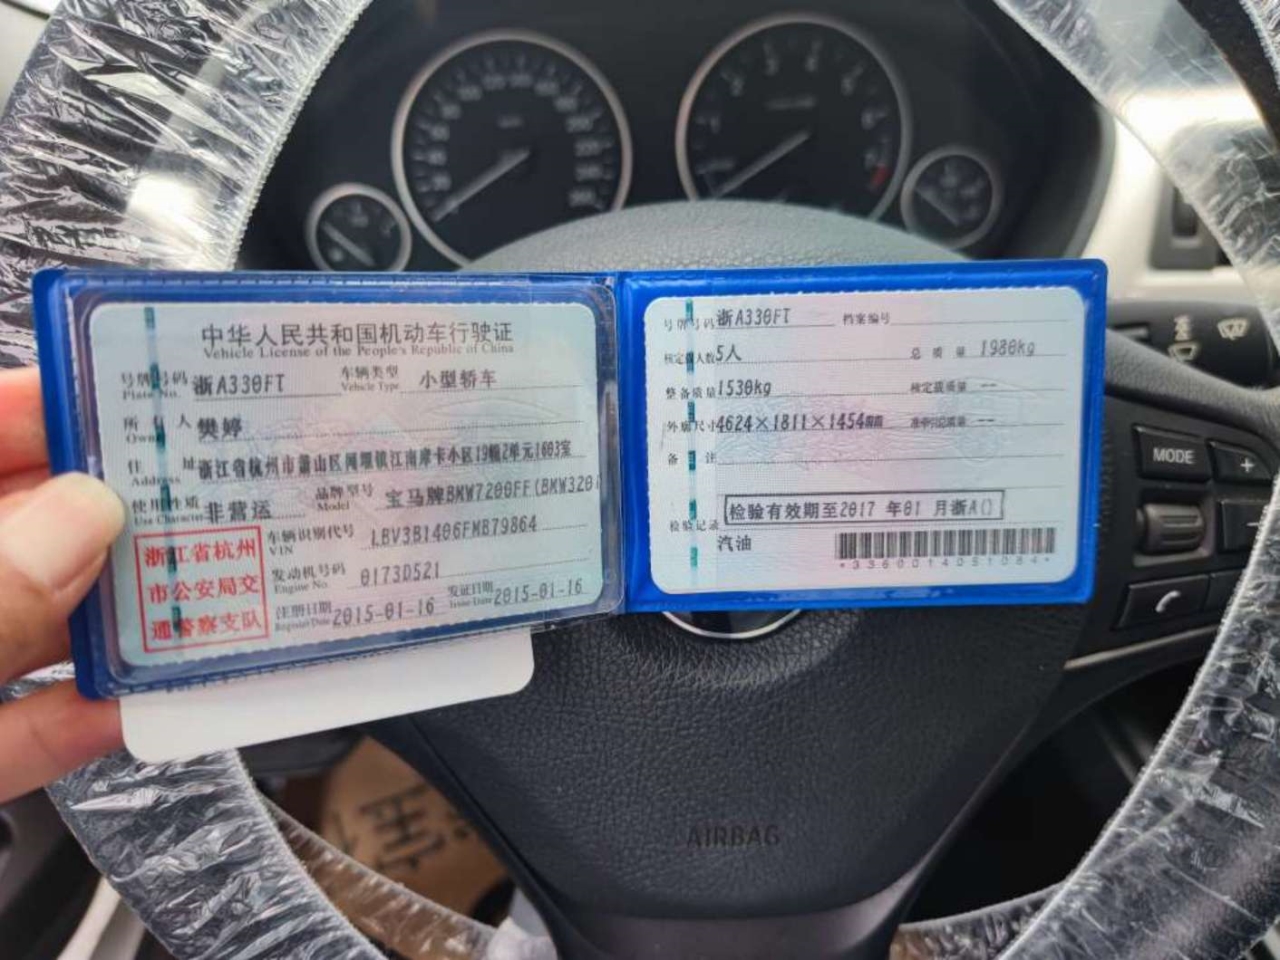 中华人民共和国机动车行驶证
Vehicle License of the People's Republic of China
号牌号码 浙A330FT 车辆类型 小型轿车
Plate No. Vehicle Type
所有人 樊婷
Owner
住址 浙江省杭州市萧山区闻堰镇江南摩卡小区19幢2单元1603室
Address
使用性质 非营运 品牌型号 宝马牌BMW7200FF(BMW320i
Use Character Model
浙江省杭州
市公安局交
通警察支队
车辆识别代号
VIN
发动机号码 0173D521
Engine No.
注册日期 2015-01-16 发证日期 2015-01-16
Register Date Issue Date
号牌号码 浙A330FT 档案编号
核定载人数 5人 总质量 1980kg
整备质量 1530kg 核定载质量 --
外廓尺寸 4624×1811×1454 准牵引总质量 --
备注
检验记录 检验有效期至2017 年01 月浙A()
汽油
*3360014051084*
MODE
+
AIRBAG